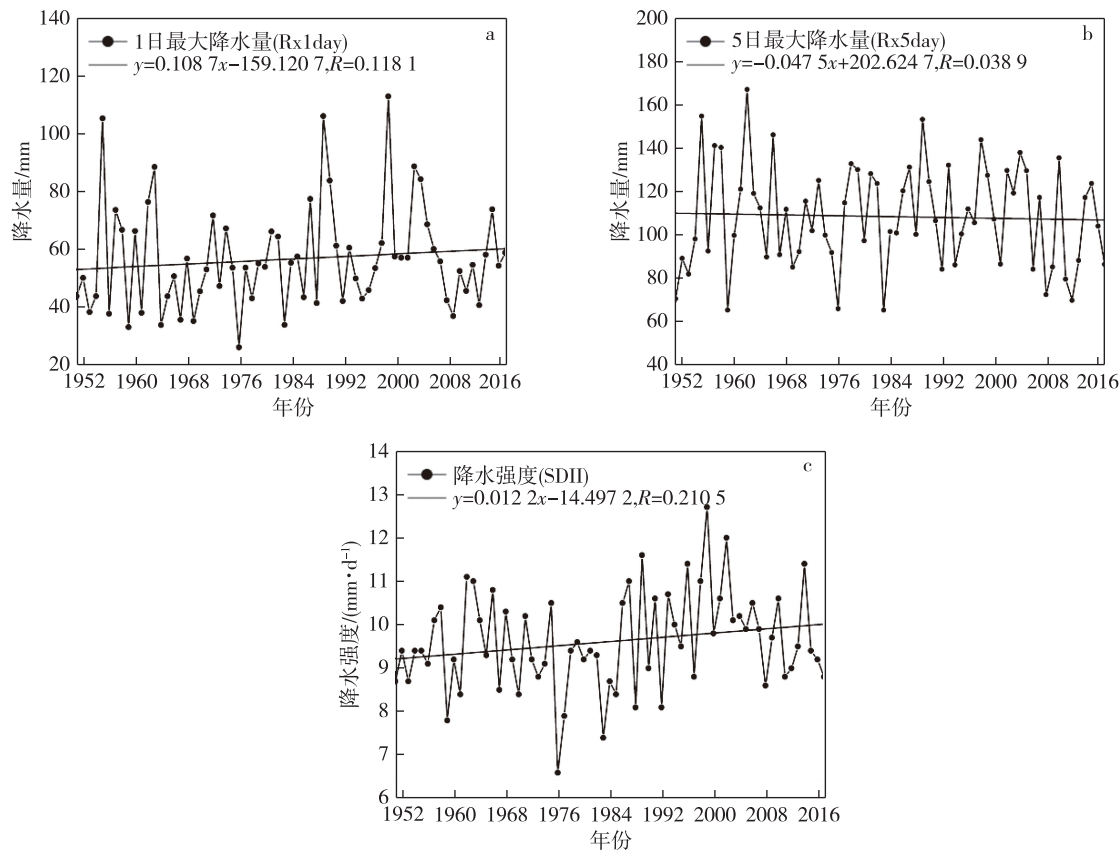 a
1日最大降水量(Rx1day)
y=0.108 7x−159.120 7,R=0.118 1
140
120
100
80
60
40
20
降水量/mm
1952 1960 1968 1976 1984 1992 2000 2008 2016
年份
b
5日最大降水量(Rx5day)
y=−0.047 5x+202.624 7,R=0.038 9
200
180
160
140
120
100
80
60
40
降水量/mm
1952 1960 1968 1976 1984 1992 2000 2008 2016
年份
c
降水强度(SDII)
y=0.012 2x−14.497 2,R=0.210 5
14
13
12
11
10
9
8
7
6
降水强度/(mm·d⁻¹)
1952 1960 1968 1976 1984 1992 2000 2008 2016
年份